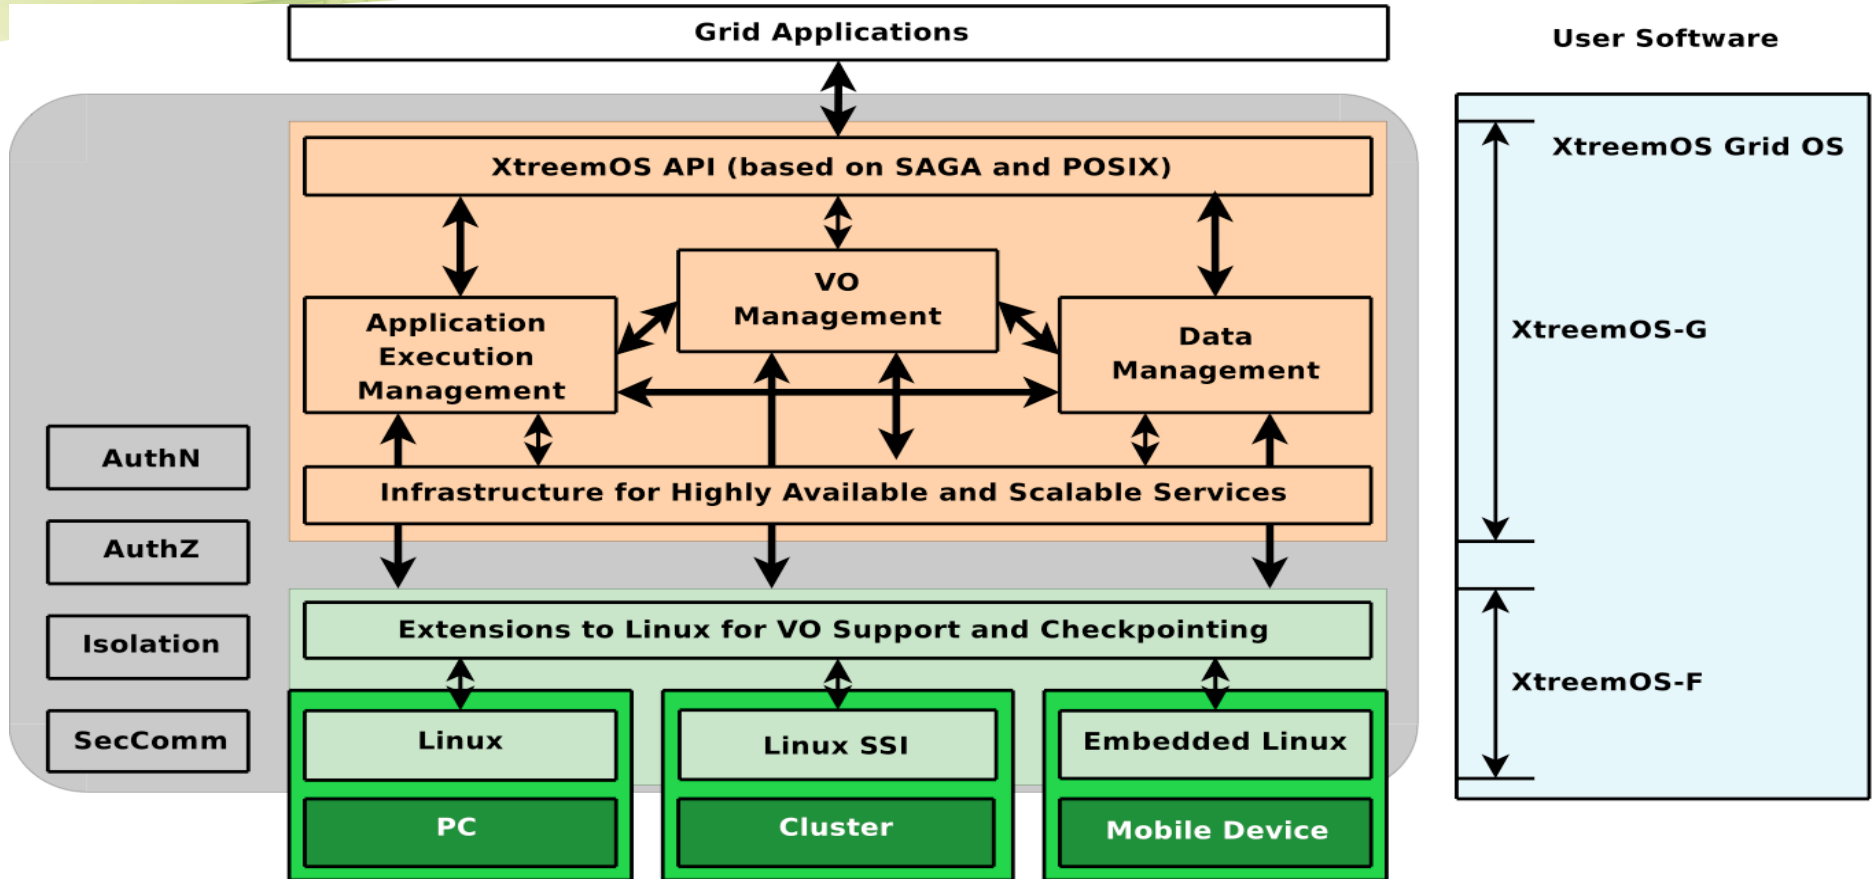 Grid Applications
User Software
XtreemOS API (based on SAGA and POSIX)
XtreemOS Grid OS
VO
Management
Application
Execution
Management
Data
Management
XtreemOS-G
AuthN
Infrastructure for Highly Available and Scalable Services
AuthZ
Extensions to Linux for VO Support and Checkpointing
Isolation
XtreemOS-F
SecComm
Linux
Linux SSI
Embedded Linux
PC
Cluster
Mobile Device